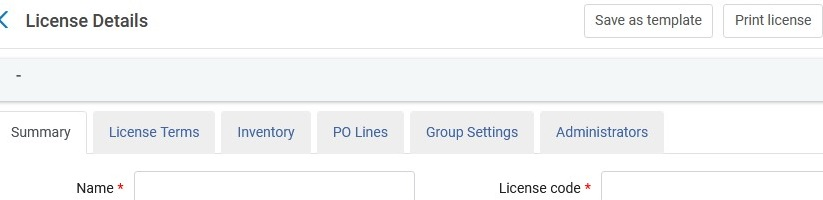 License Details Save as template Print license
-
Summary License Terms Inventory PO Lines Group Settings Administrators
Name * License code *